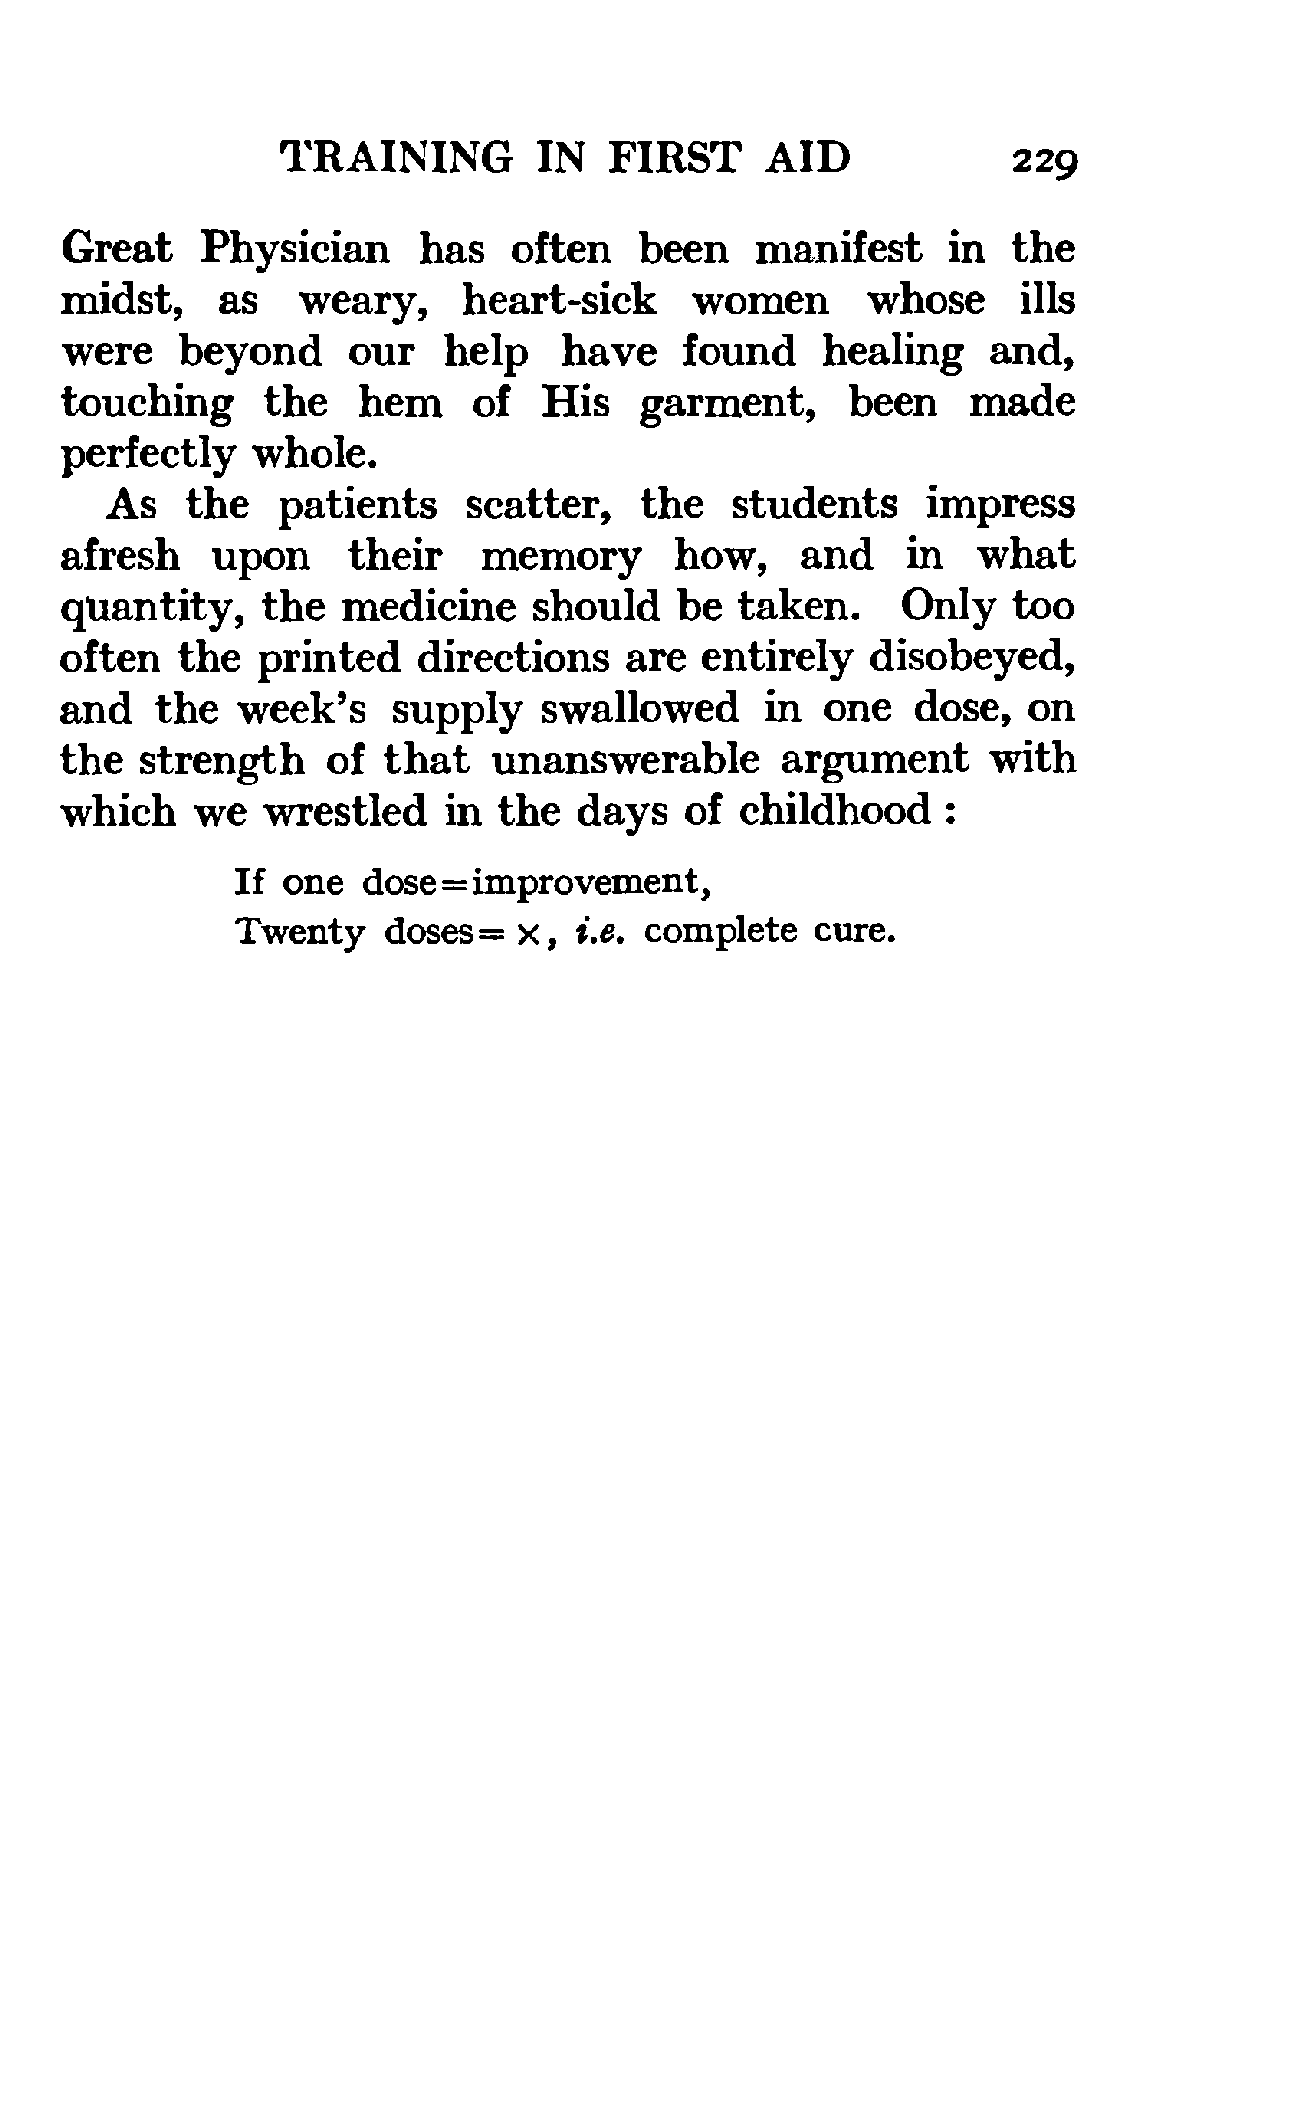 TRAINING IN FIRST AID 229
Great Physician has often been manifest in the
midst, as weary, heart-sick women whose ills
were beyond our help have found healing and,
touching the hem of His garment, been made
perfectly whole.
As the patients scatter, the students impress
afresh upon their memory how, and in what
quantity, the medicine should be taken. Only too
often the printed directions are entirely disobeyed,
and the week's supply swallowed in one dose, on
the strength of that unanswerable argument with
which we wrestled in the days of childhood :
If one dose=improvement,
Twenty doses= x, i.e. complete cure.